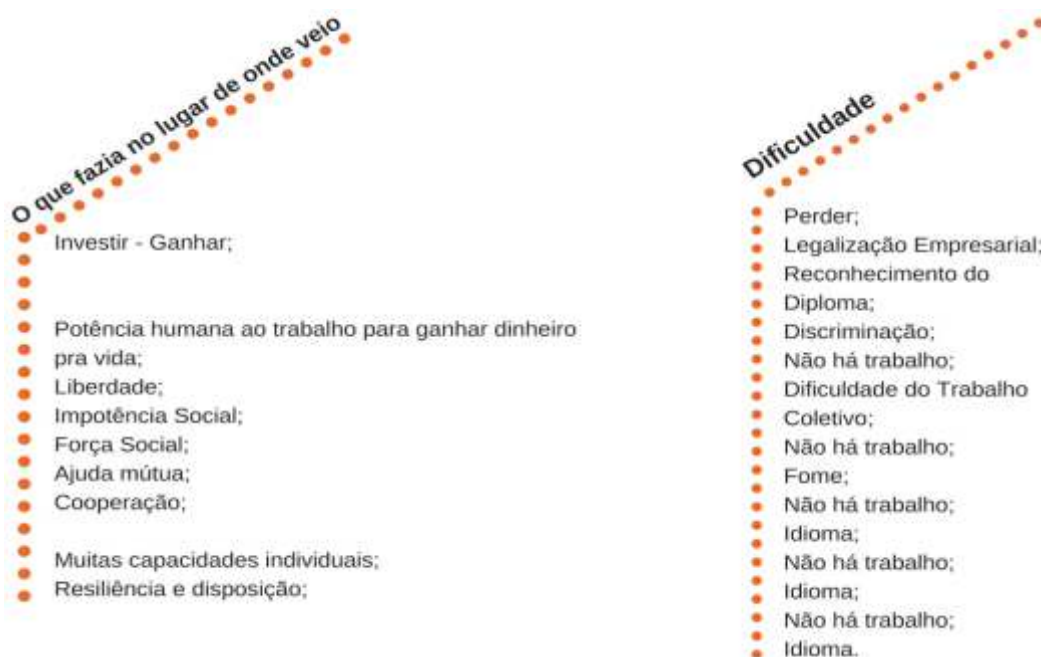 O que fazia no lugar de onde veio
Investir - Ganhar;
Potência humana ao trabalho para ganhar dinheiro
pra vida;
Liberdade;
Impotência Social;
Força Social;
Ajuda mútua;
Cooperação;
Muitas capacidades individuais;
Resiliência e disposição;
Dificuldade
Perder;
Legalização Empresarial;
Reconhecimento do
Diploma;
Discriminação;
Não há trabalho;
Dificuldade do Trabalho
Coletivo;
Não há trabalho;
Fome;
Não há trabalho;
Idioma;
Não há trabalho;
Idioma;
Não há trabalho;
Idioma.